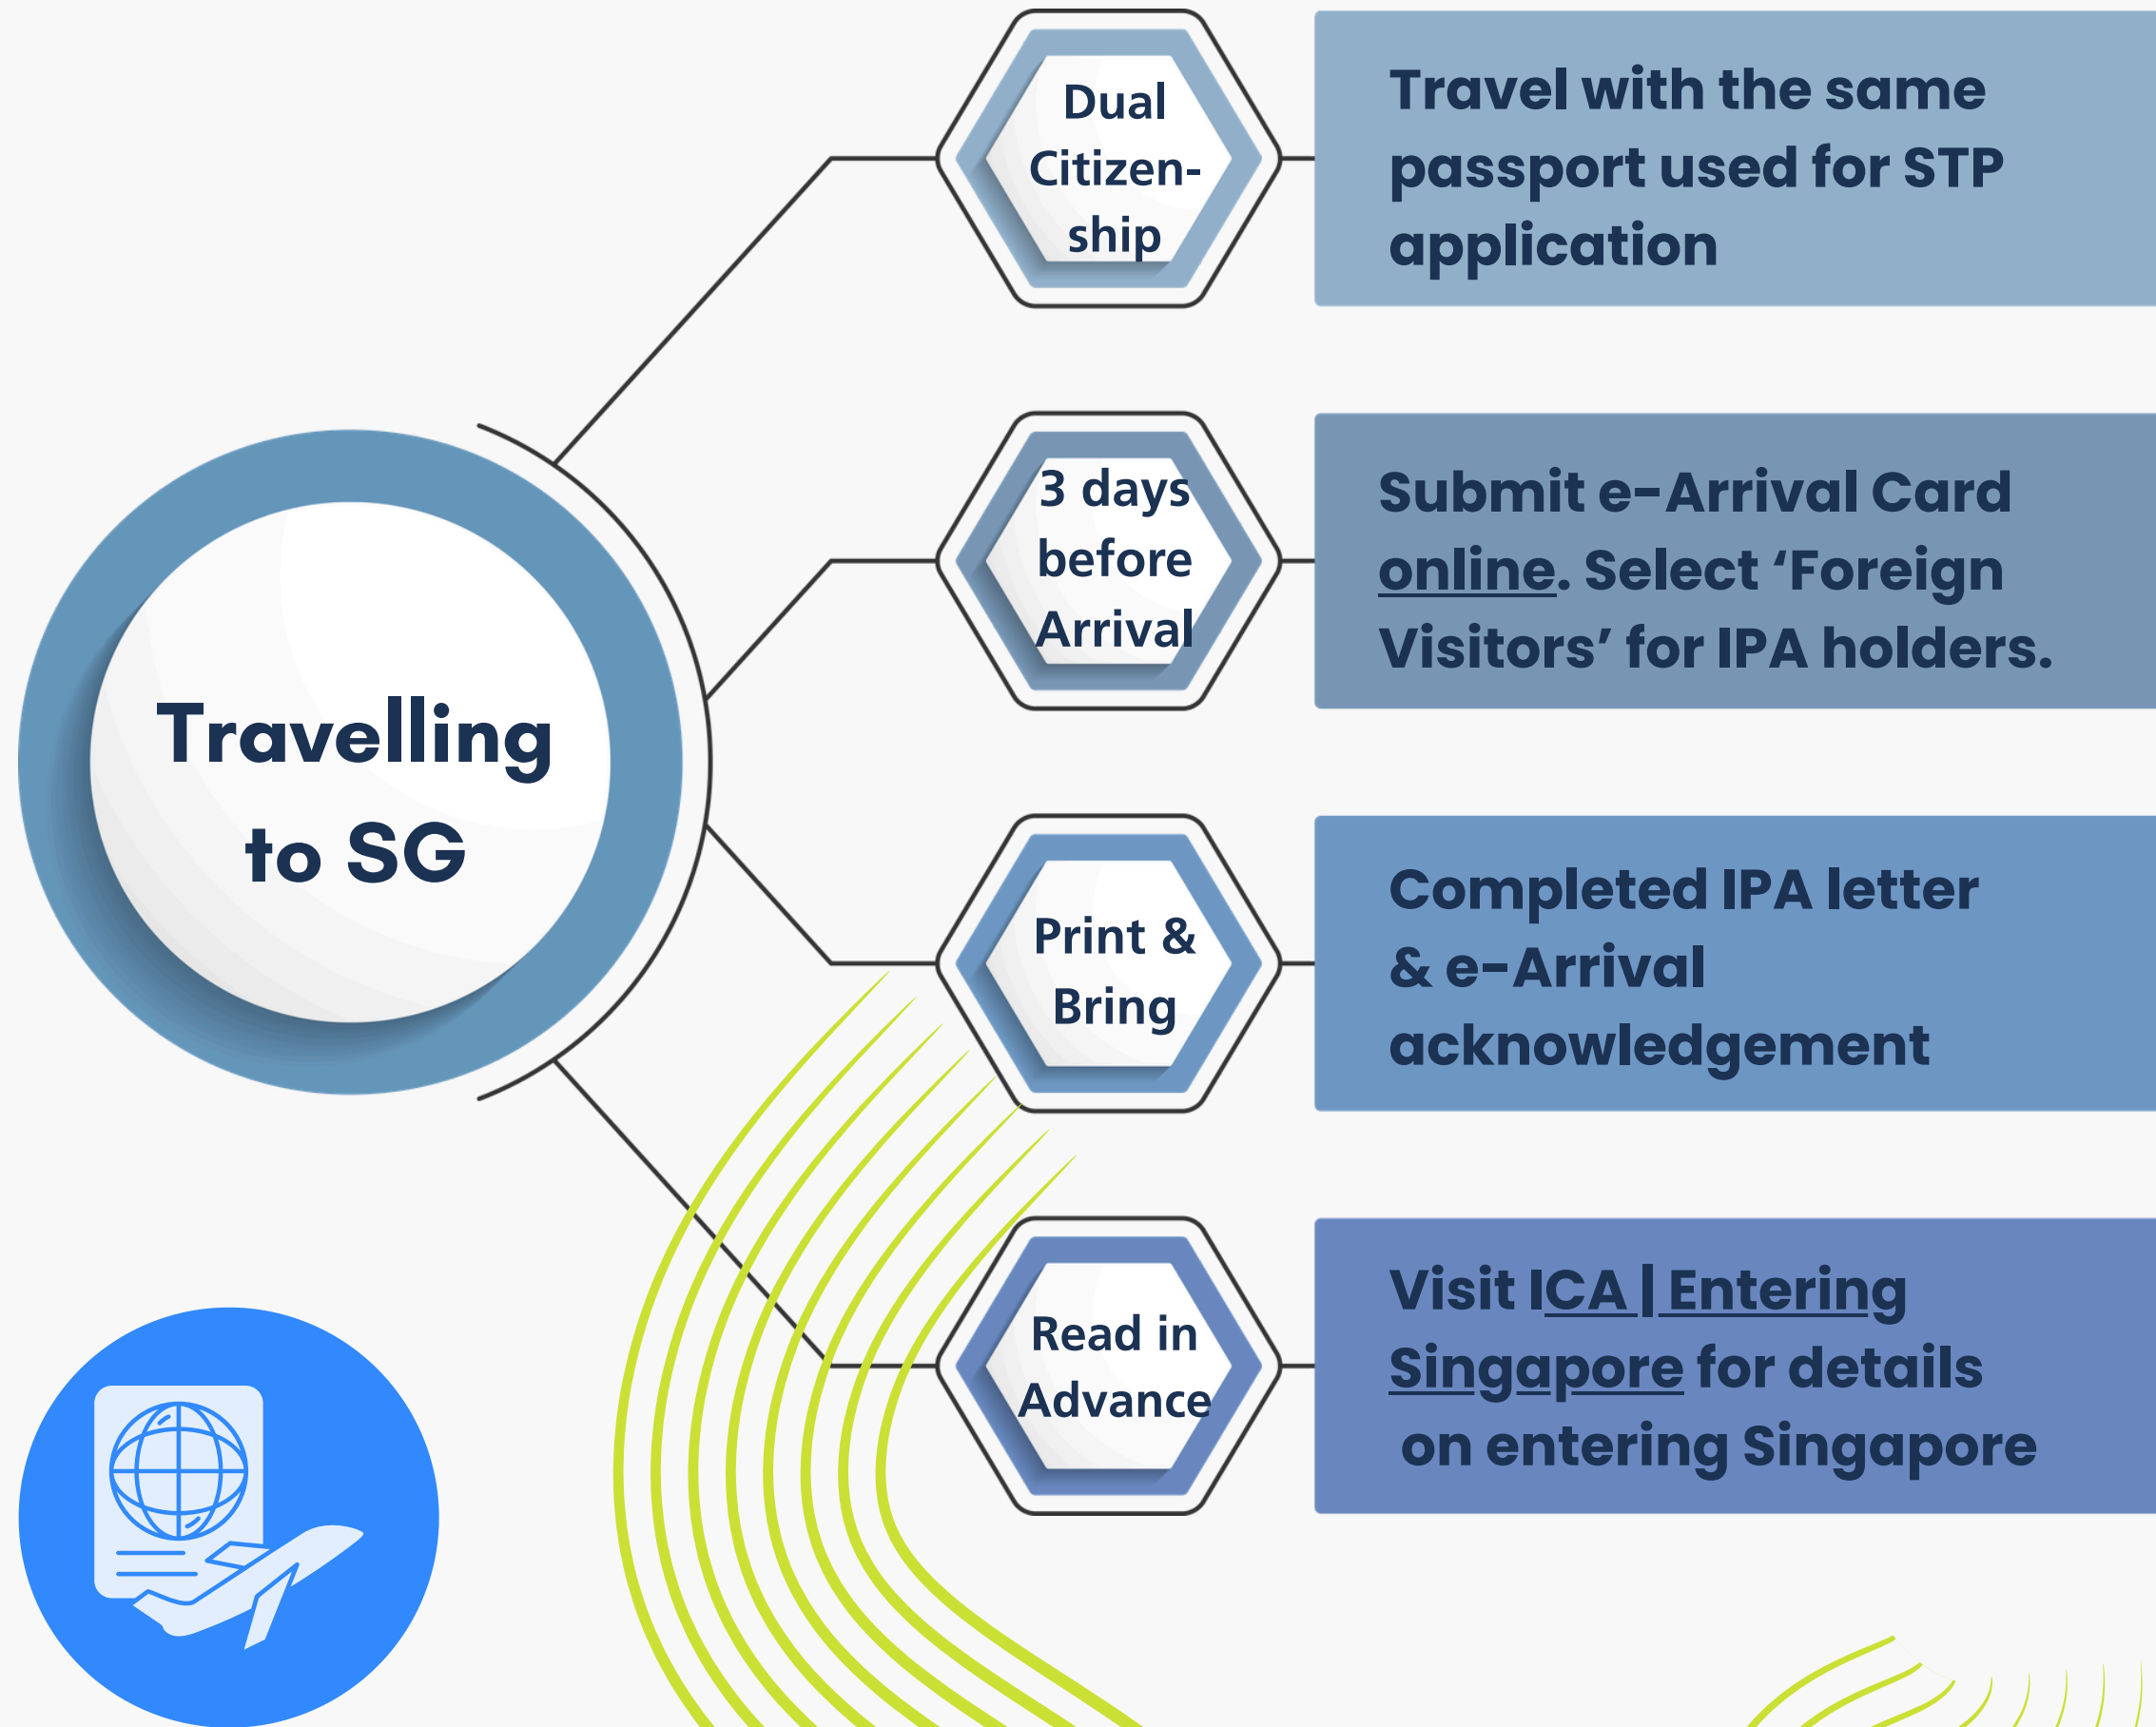 Travelling
to SG
Dual
Citizen-
ship
Travel with the same
passport used for STP
application
3 days
before
Arrival
Submit e-Arrival Card
online. Select ‘Foreign
Visitors’ for IPA holders.
Print &
Bring
Completed IPA letter
& e-Arrival
acknowledgement
Read in
Advance
Visit ICA | Entering
Singapore for details
on entering Singapore